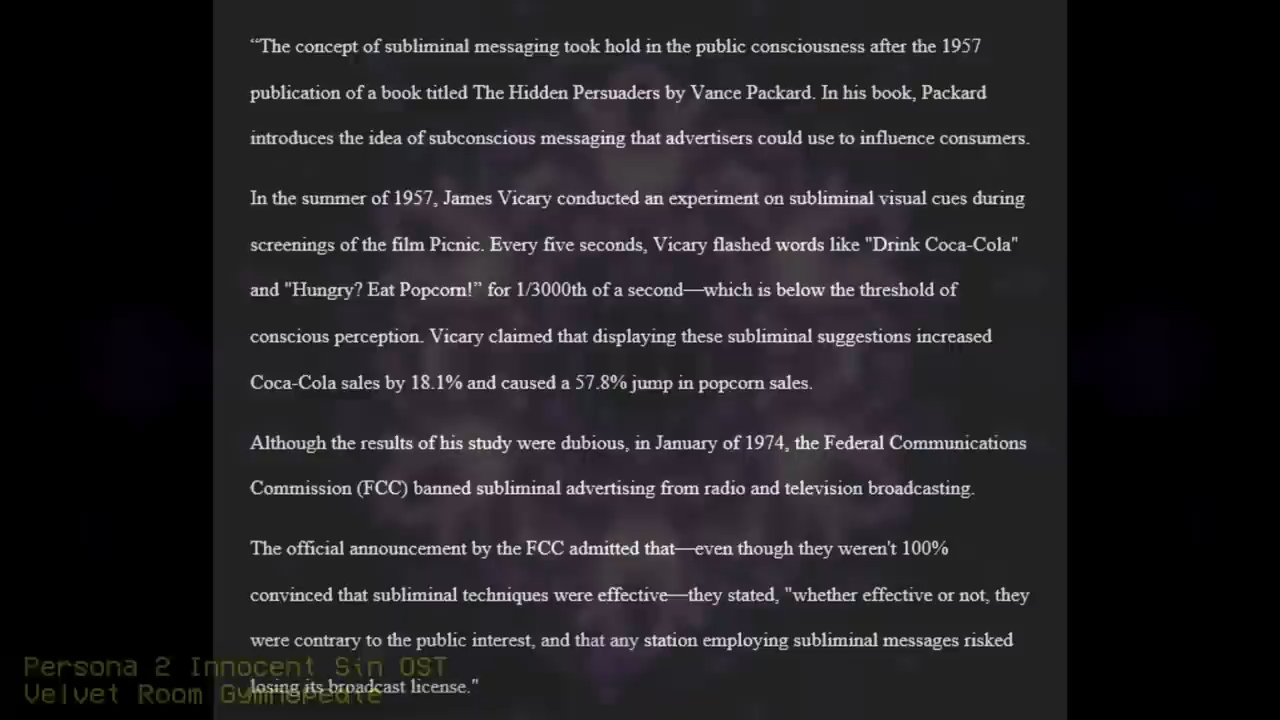 “The concept of subliminal messaging took hold in the public consciousness after the 1957
publication of a book titled The Hidden Persuaders by Vance Packard. In his book, Packard
introduces the idea of subconscious messaging that advertisers could use to influence consumers.
In the summer of 1957, James Vicary conducted an experiment on subliminal visual cues during
screenings of the film Picnic. Every five seconds, Vicary flashed words like "Drink Coca-Cola"
and "Hungry? Eat Popcorn!” for 1/3000th of a second—which is below the threshold of
conscious perception. Vicary claimed that displaying these subliminal suggestions increased
Coca-Cola sales by 18.1% and caused a 57.8% jump in popcorn sales.
Although the results of his study were dubious, in January of 1974, the Federal Communications
Commission (FCC) banned subliminal advertising from radio and television broadcasting.
The official announcement by the FCC admitted that—even though they weren't 100%
convinced that subliminal techniques were effective—they stated, "whether effective or not, they
were contrary to the public interest, and that any station employing subliminal messages risked
losing its broadcast license."
Persona 2 Innocent Sin OST
Velvet Room Gymnopedie